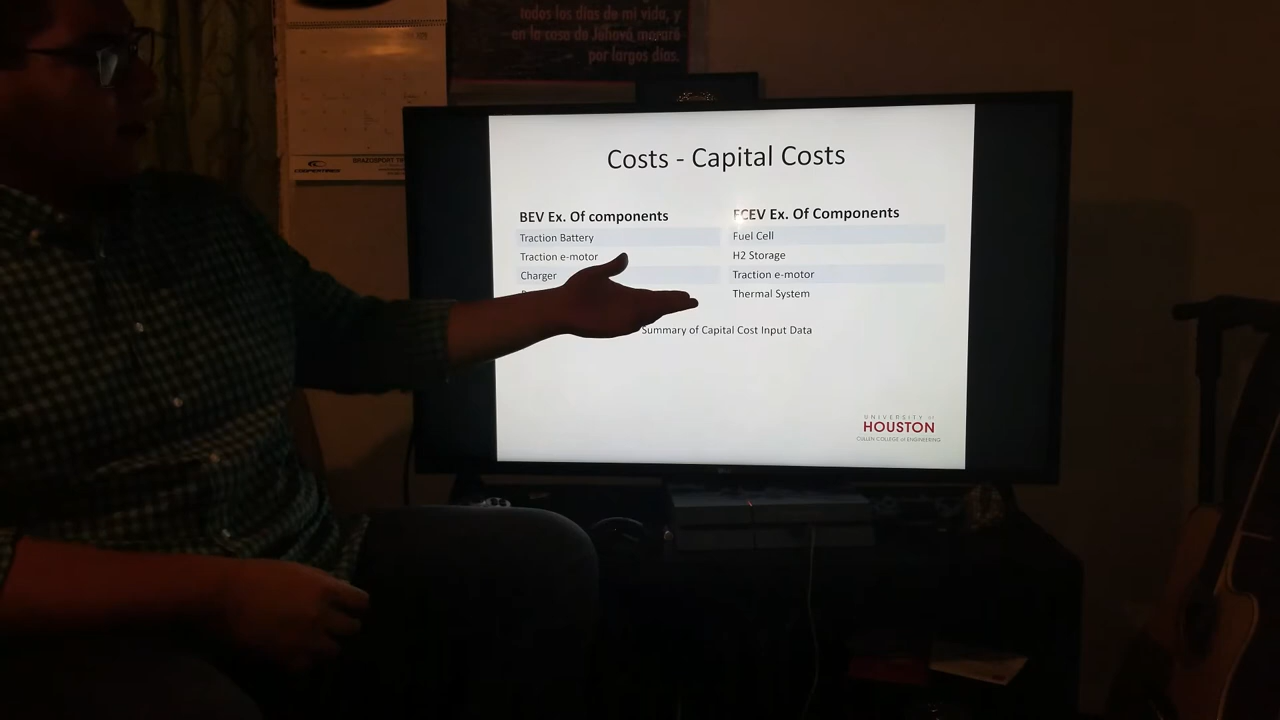 todos los días de mi vida, y
en la casa de Jehová moraré
por largos días.
BRAZOSPORT
Costs - Capital Costs
BEV Ex. Of components
Traction Battery
Traction e-motor
Charger
FCEV Ex. Of Components
Fuel Cell
H2 Storage
Traction e-motor
Thermal System
Summary of Capital Cost Input Data
UNIVERSITY of
HOUSTON
CULLEN COLLEGE of ENGINEERING